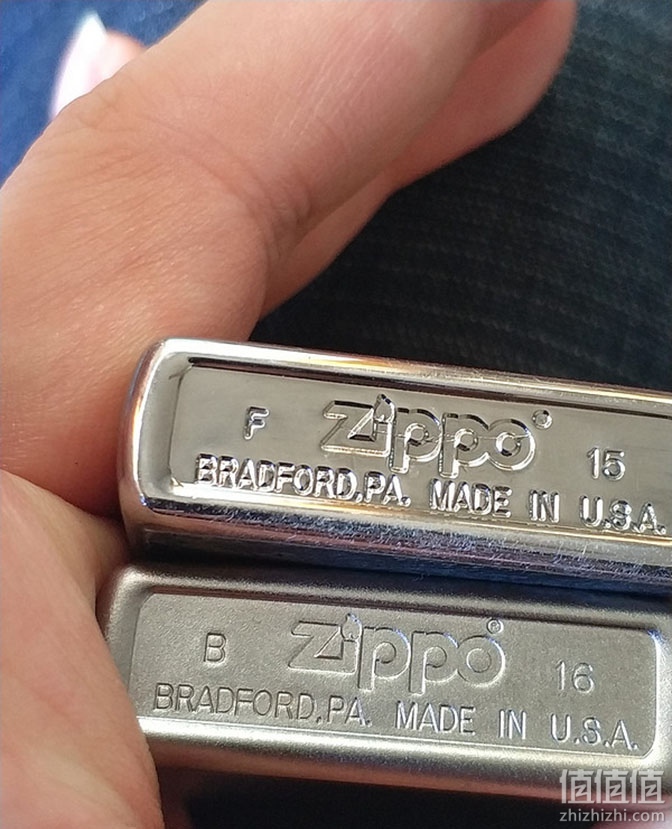 F zippo® 15
BRADFORD,PA. MADE IN U.S.A.
B zippo® 16
BRADFORD,PA. MADE IN U.S.A.
值值值
zhizhizhi.com